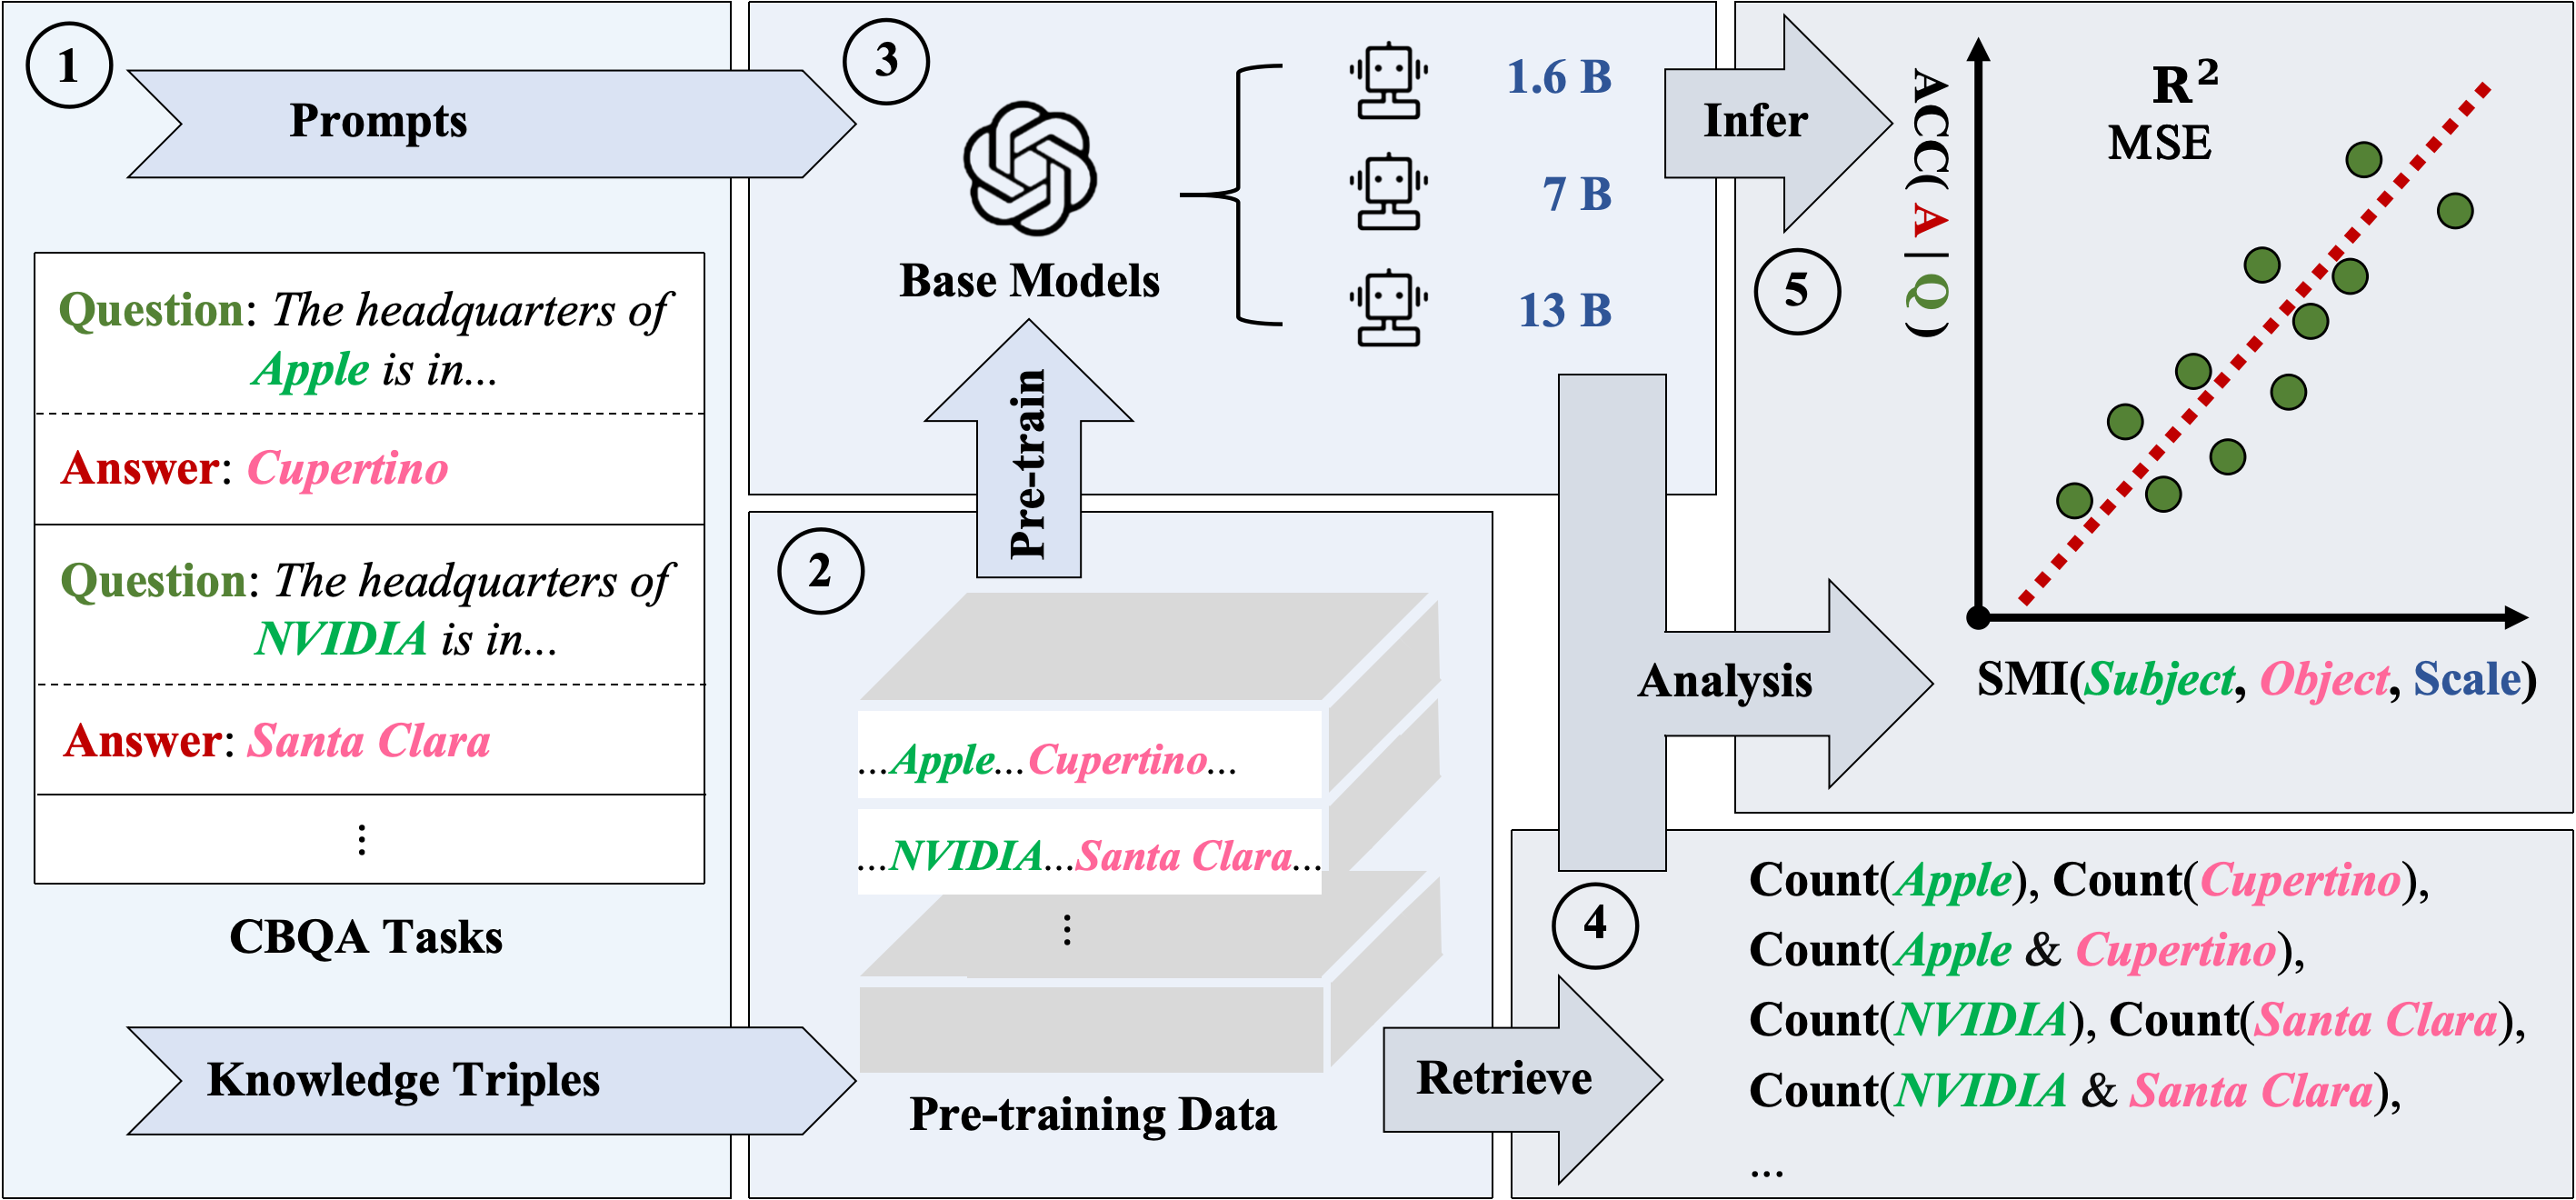 1
Prompts
Question: The headquarters of
Apple is in...
Answer: Cupertino
Question: The headquarters of
NVIDIA is in...
Answer: Santa Clara
⋮
CBQA Tasks
Knowledge Triples
2
Pre-train
...Apple...Cupertino...
...NVIDIA...Santa Clara...
⋮
Pre-training Data
3
Base Models
1.6 B
7 B
13 B
Infer
Analysis
Retrieve
4
Count(Apple), Count(Cupertino),
Count(Apple & Cupertino),
Count(NVIDIA), Count(Santa Clara),
Count(NVIDIA & Santa Clara),
...
5
ACC(A|Q)
R²
MSE
SMI(Subject, Object, Scale)